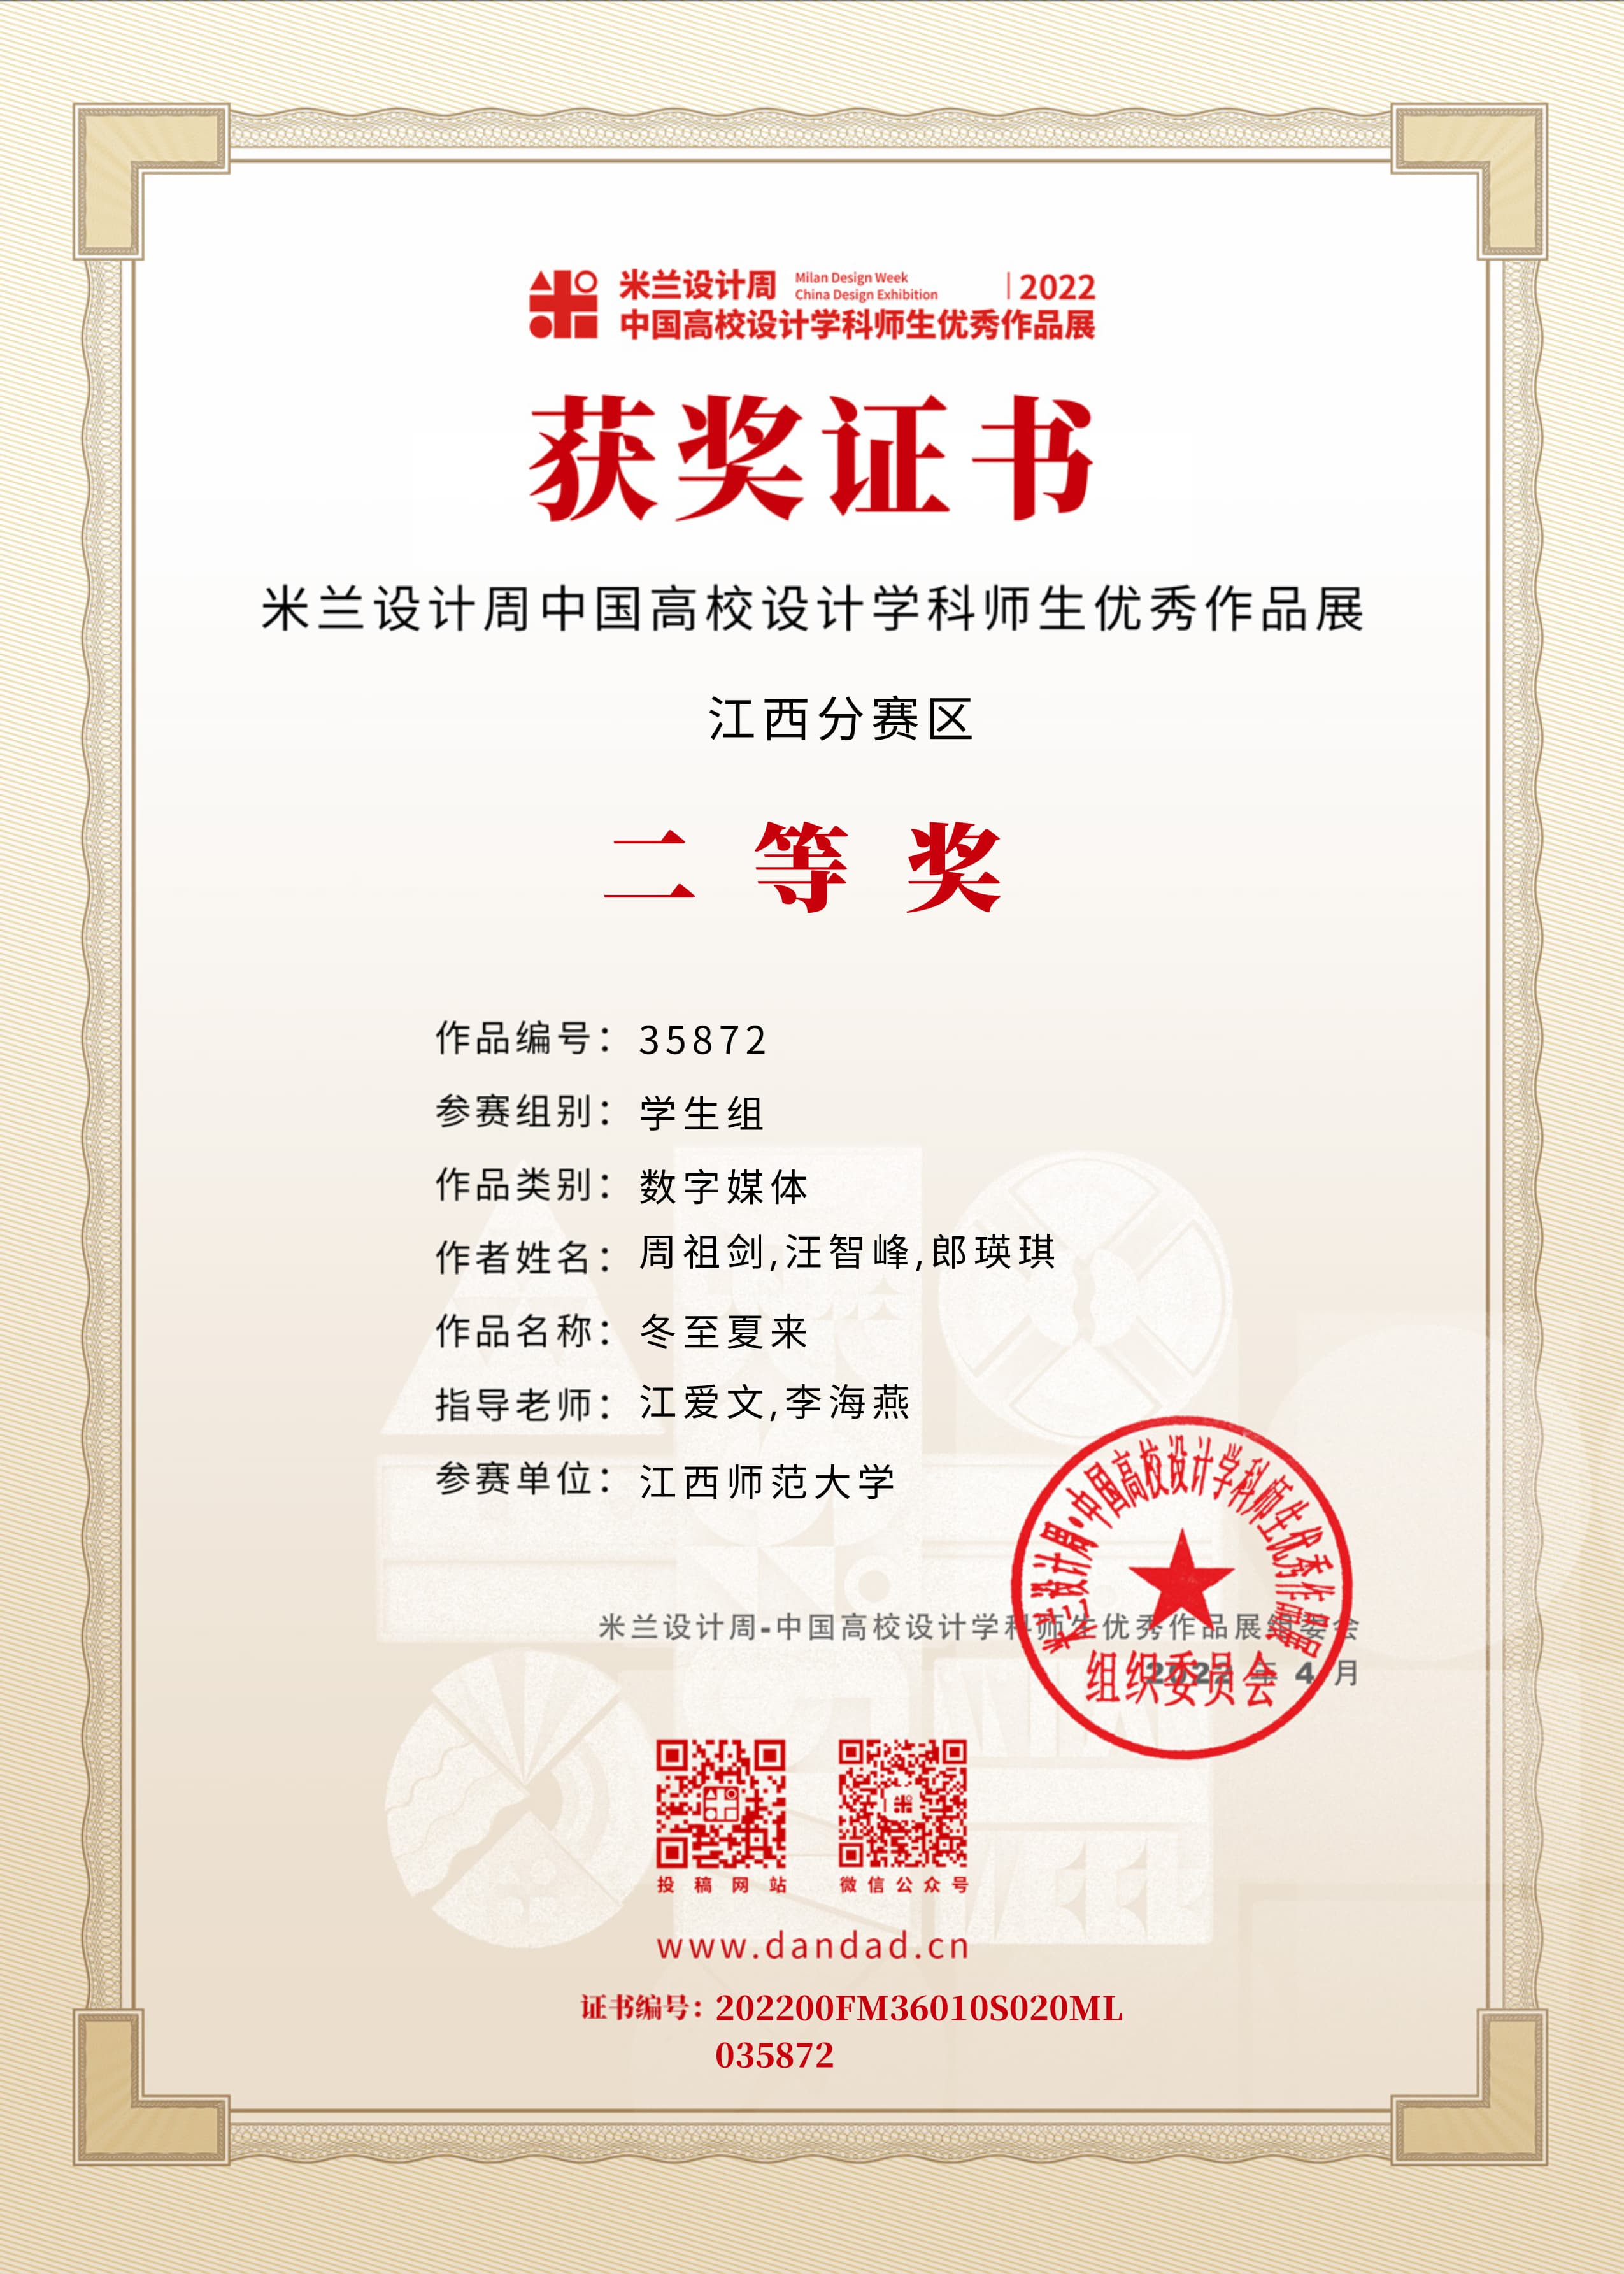 米兰设计周 Milan Design Week
China Design Exhibition | 2022
中国高校设计学科师生优秀作品展
获奖证书
米兰设计周中国高校设计学科师生优秀作品展
江西分赛区
二等奖
作品编号：35872
参赛组别：学生组
作品类别：数字媒体
作者姓名：周祖剑,汪智峰,郎瑛琪
作品名称：冬至夏来
指导老师：江爱文,李海燕
参赛单位：江西师范大学
米兰设计周·中国高校设计学科师生优秀作品展
组织委员会
米兰设计周-中国高校设计学科师生优秀作品展组委会
2022 年 4 月
投稿网站 微信公众号
www.dandad.cn
证书编号：202200FM36010S020ML
035872